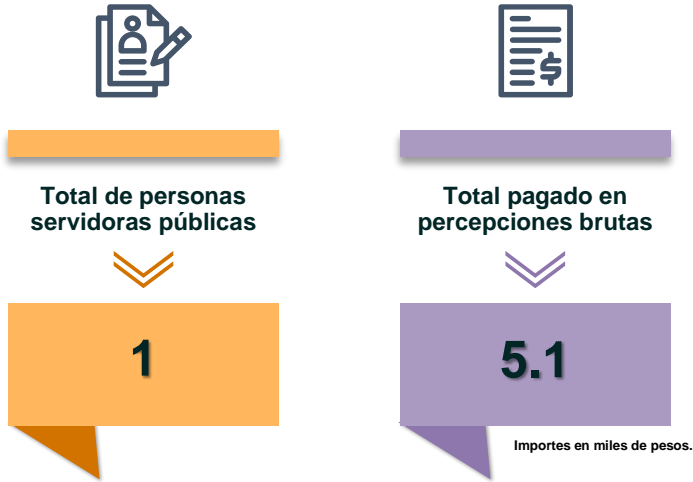 Total de personas
servidoras públicas
1
Total pagado en
percepciones brutas
5.1
Importes en miles de pesos.